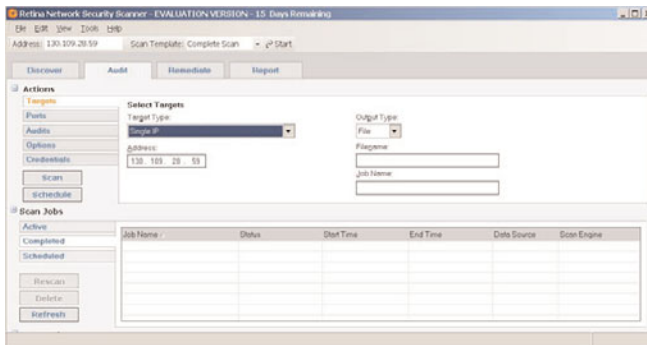 Retina Network Security Scanner - EVALUATION VERSION - 15 Days Remaining
File Edit View Tools Help
Address: 130.109.28.59 Scan Template: Complete Scan Start
Discover Audit Remediate Report
Actions
Targets
Ports
Audits
Options
Credentials
Scan
Schedule
Select Targets
Target Type:
Single IP
Address:
130. 109. 28 . 59
Output Type:
File
Filename:
Job Name:
Scan Jobs
Active
Completed
Scheduled
Rescan
Delete
Refresh
Job Name Status Start Time End Time Data Source Scan Engine